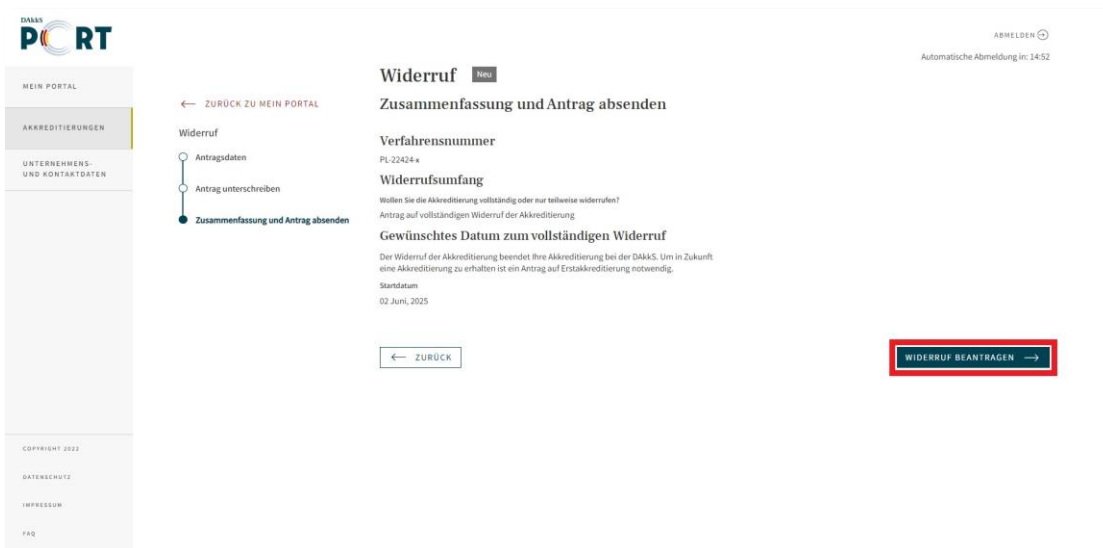 DAkkS
PORT
ABMELDEN
Automatische Abmeldung in: 14:52
MEIN PORTAL
AKKREDITIERUNGEN
UNTERNEHMENS-
UND KONTAKTDATEN
← ZURÜCK ZU MEIN PORTAL
Widerruf
Antragsdaten
Antrag unterschreiben
Zusammenfassung und Antrag absenden
Widerruf Neu
Zusammenfassung und Antrag absenden
Verfahrensnummer
PL-22424-x
Widerrufsumfang
Wollen Sie die Akkreditierung vollständig oder nur teilweise widerrufen?
Antrag auf vollständigen Widerruf der Akkreditierung
Gewünschtes Datum zum vollständigen Widerruf
Der Widerruf der Akkreditierung beendet Ihre Akkreditierung bei der DAkkS. Um in Zukunft
eine Akkreditierung zu erhalten ist ein Antrag auf Erstakkreditierung notwendig.
Startdatum
02 Juni, 2025
← ZURÜCK
WIDERRUF BEANTRAGEN →
COPYRIGHT 2022
DATENSCHUTZ
IMPRESSUM
FAQ